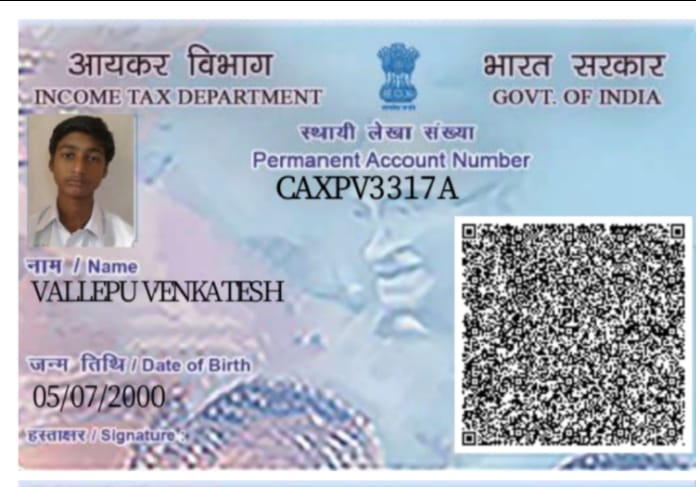 आयकर विभाग
INCOME TAX DEPARTMENT
भारत सरकार
GOVT. OF INDIA
स्थायी लेखा संख्या
Permanent Account Number
CAXPV3317A
नाम / Name
VALLEPU VENKATESH
जन्म तिथि / Date of Birth
05/07/2000
हस्ताक्षर / Signature :